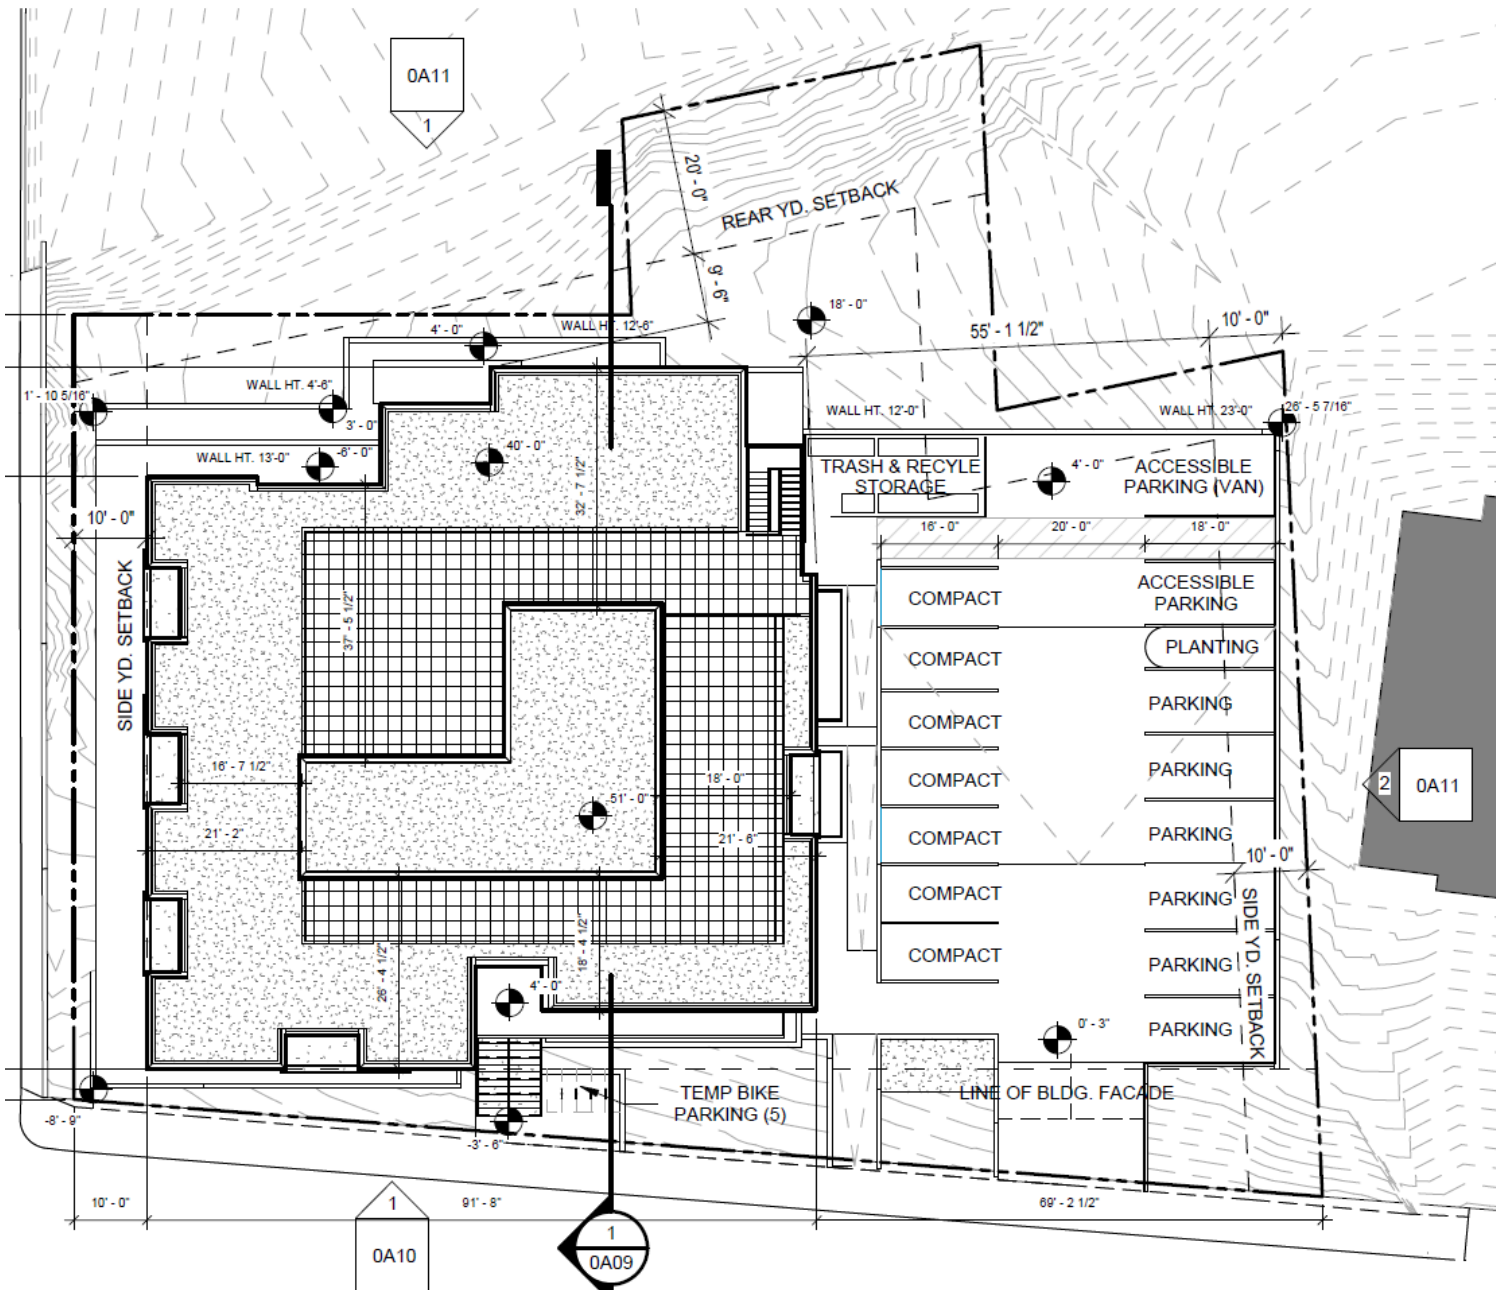 0A11
1
20' - 0"
REAR YD. SETBACK
9' - 6"
18' - 0"
4' - 0"
WALL HT. 12'-6"
55' - 1 1/2"
10' - 0"
WALL HT. 4'-6"
1' - 10 5/16"
3' - 0"
WALL HT. 12'-0"
WALL HT. 23'-0"
26' - 5 7/16"
WALL HT. 13'-0"
-6' - 0"
40' - 0"
32' - 7 1/2"
TRASH & RECYLE
STORAGE
4' - 0"
ACCESSIBLE
PARKING (VAN)
10' - 0"
16' - 0"
20' - 0"
18' - 0"
SIDE YD. SETBACK
37' - 5 1/2"
COMPACT
ACCESSIBLE
PARKING
COMPACT
PLANTING
COMPACT
PARKING
16' - 7 1/2"
18' - 0"
COMPACT
PARKING
2
0A11
51' - 0"
21' - 2"
21' - 6"
COMPACT
PARKING
10' - 0"
COMPACT
PARKING
SIDE YD. SETBACK
26' - 4 1/2"
18' - 4 1/2"
COMPACT
PARKING
4' - 0"
0' - 3"
PARKING
TEMP BIKE
PARKING (5)
LINE OF BLDG. FACADE
-8' - 9"
-3' - 6"
10' - 0"
1
0A10
91' - 8"
1
0A09
69' - 2 1/2"